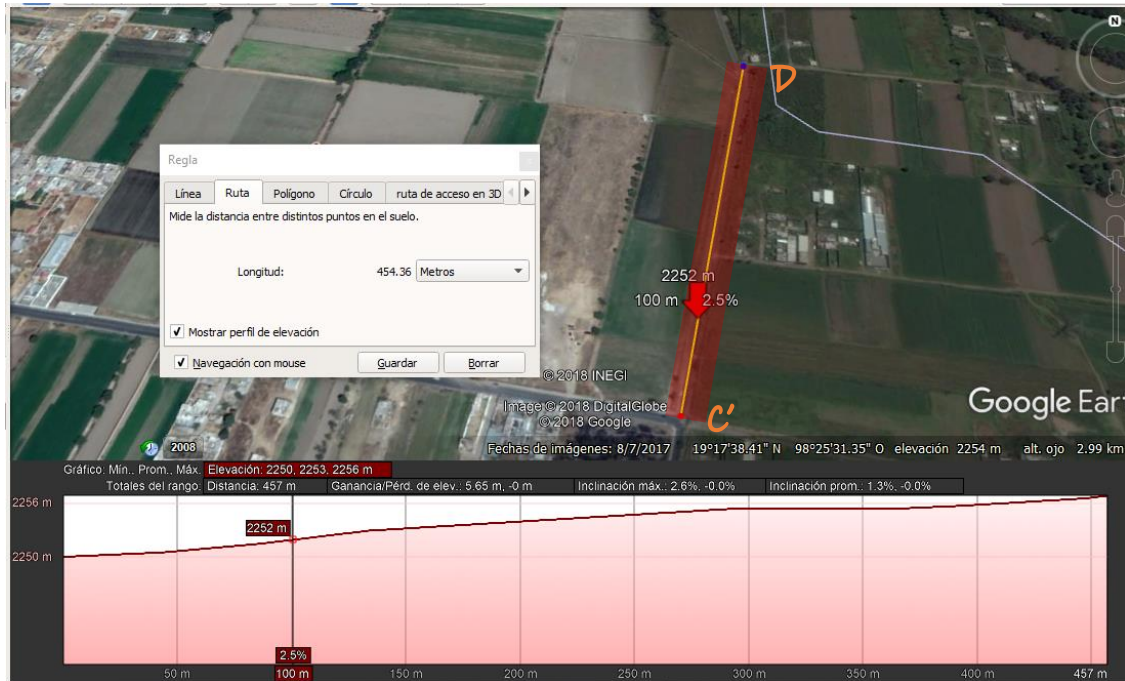 N
D
Regla
Línea Ruta Polígono Círculo ruta de acceso en 3D
Mide la distancia entre distintos puntos en el suelo.
Longitud: 454.36 Metros
Mostrar perfil de elevación
Navegación con mouse Guardar Borrar
2252 m
100 m 2.5%
© 2018 INEGI
Image © 2018 DigitalGlobe
© 2018 Google
C'
Google Eart
2008
Fechas de imágenes: 8/7/2017 19°17'38.41" N 98°25'31.35" O elevación 2254 m alt. ojo 2.99 km
Gráfico: Mín., Prom., Máx. Elevación: 2250, 2253, 2256 m
Totales del rango: Distancia: 457 m Ganancia/Pérd. de elev.: 5.65 m, -0 m Inclinación máx.: 2.6%, -0.0% Inclinación prom.: 1.3%, -0.0%
2256 m
2252 m
2250 m
2.5%
50 m 100 m 150 m 200 m 250 m 300 m 350 m 400 m 457 m